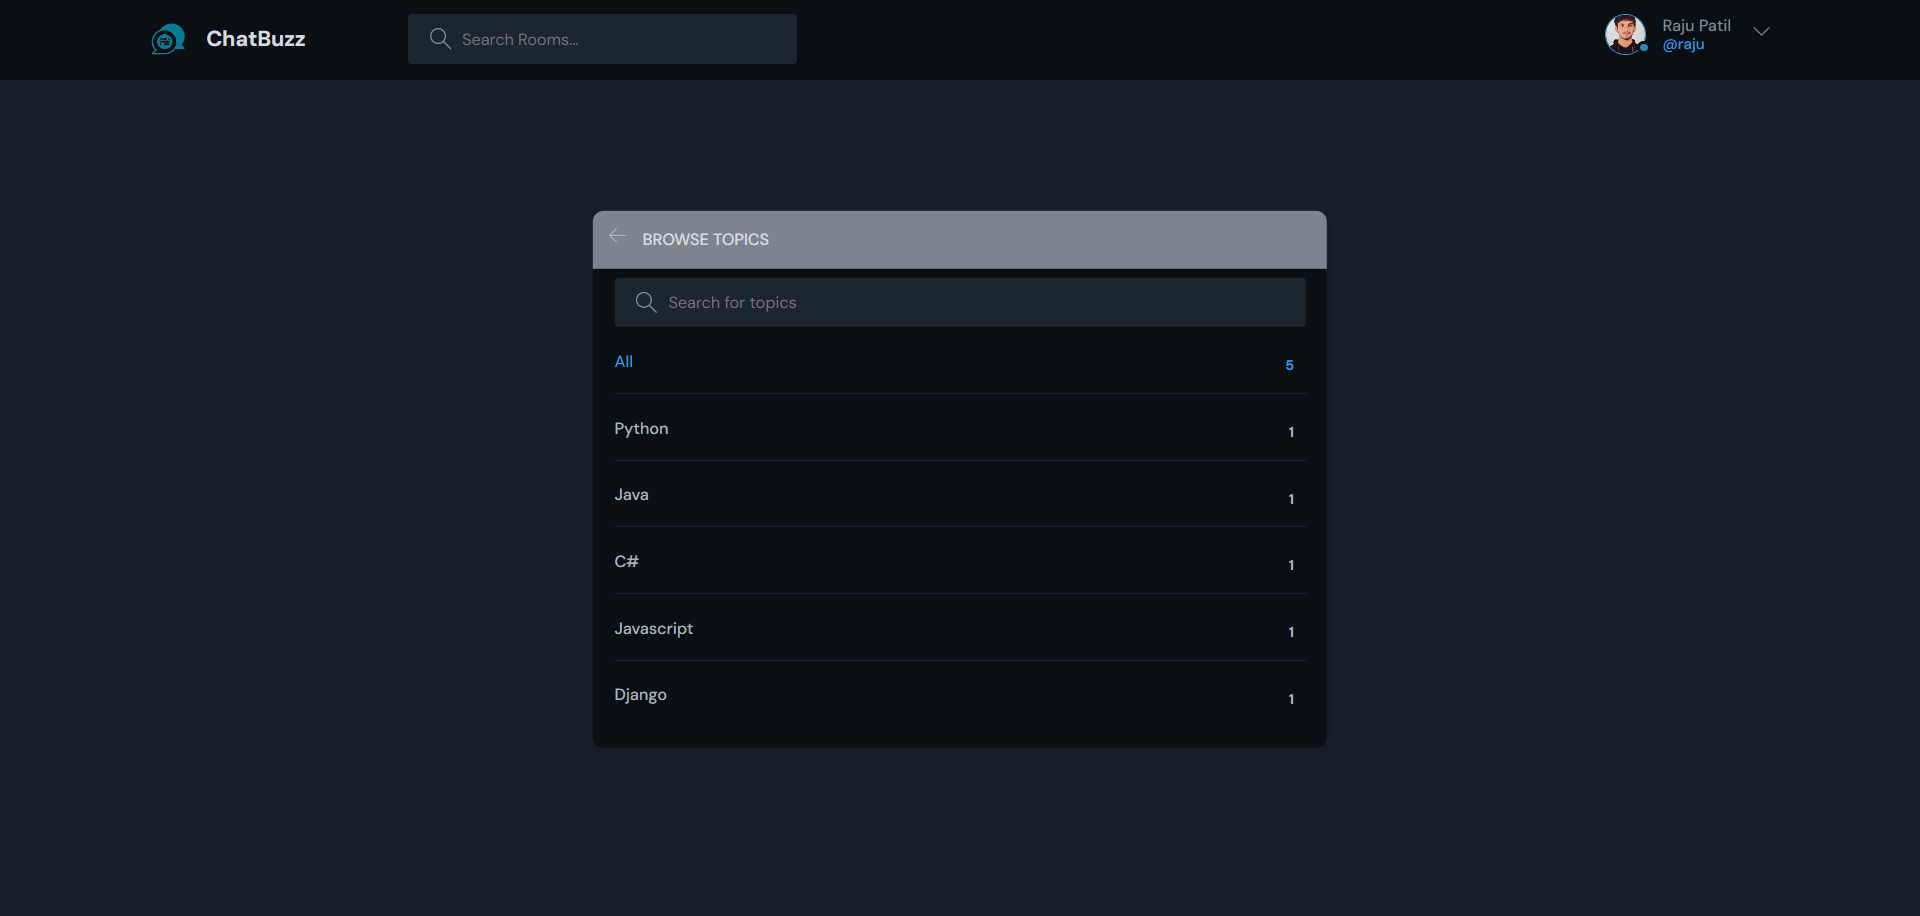 ChatBuzz
Search Rooms...
Raju Patil
@raju
BROWSE TOPICS
Search for topics
All 5
Python 1
Java 1
C# 1
Javascript 1
Django 1